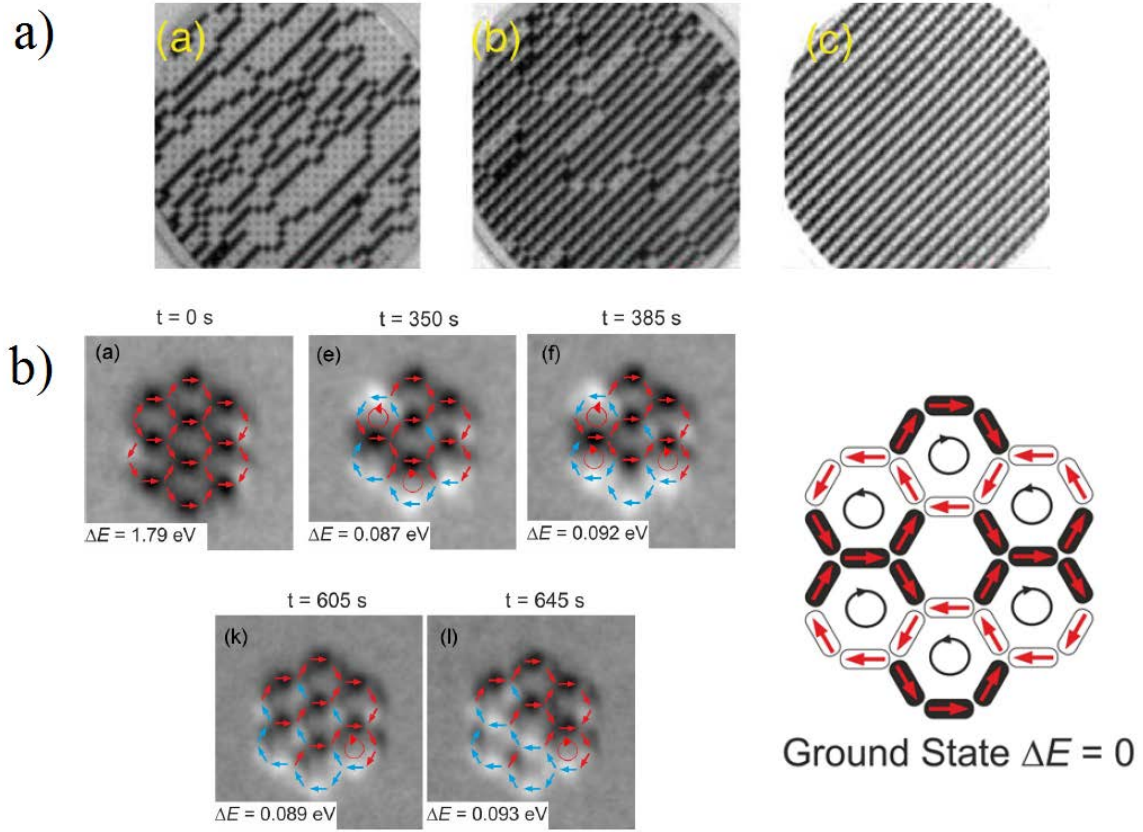 a)
(a)
(b)
(c)
b)
t = 0 s
t = 350 s
t = 385 s
(a)
(e)
(f)
ΔE = 1.79 eV
ΔE = 0.087 eV
ΔE = 0.092 eV
t = 605 s
t = 645 s
(k)
(l)
ΔE = 0.089 eV
ΔE = 0.093 eV
Ground State ΔE = 0